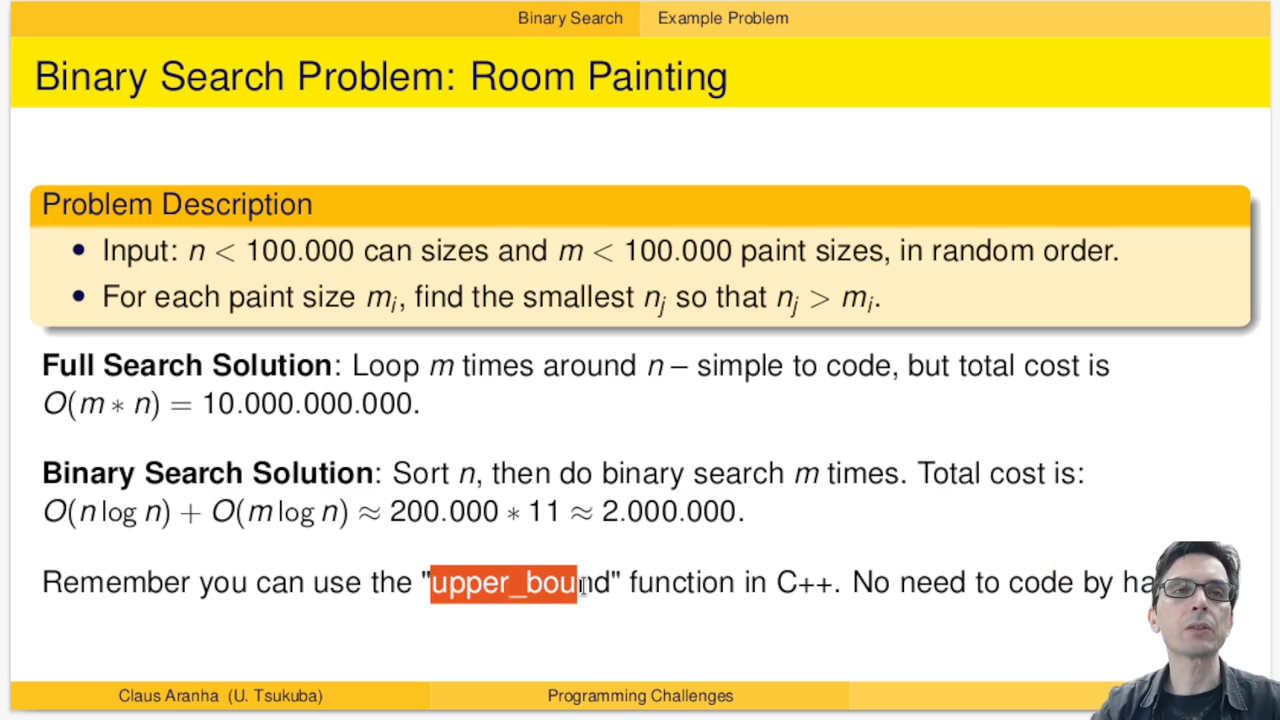 Binary Search Example Problem
Binary Search Problem: Room Painting
Problem Description
• Input: n < 100.000 can sizes and m < 100.000 paint sizes, in random order.
• For each paint size mᵢ, find the smallest nⱼ so that nⱼ > mᵢ.
Full Search Solution: Loop m times around n – simple to code, but total cost is
O(m * n) = 10.000.000.000.
Binary Search Solution: Sort n, then do binary search m times. Total cost is:
O(n log n) + O(m log n) ≈ 200.000 * 11 ≈ 2.000.000.
Remember you can use the "upper_bound" function in C++. No need to code by ha
Claus Aranha (U. Tsukuba) Programming Challenges